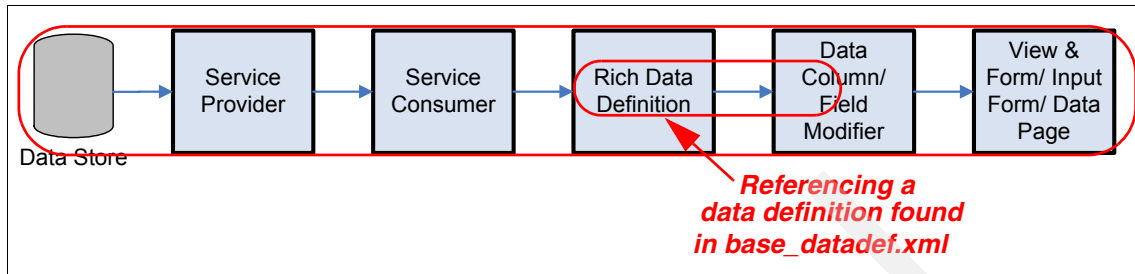 Data Store
Service
Provider
Service
Consumer
Rich Data
Definition
Data
Column/
Field
Modifier
View &
Form/ Input
Form/ Data
Page
Referencing a
data definition found
in base_datadef.xml